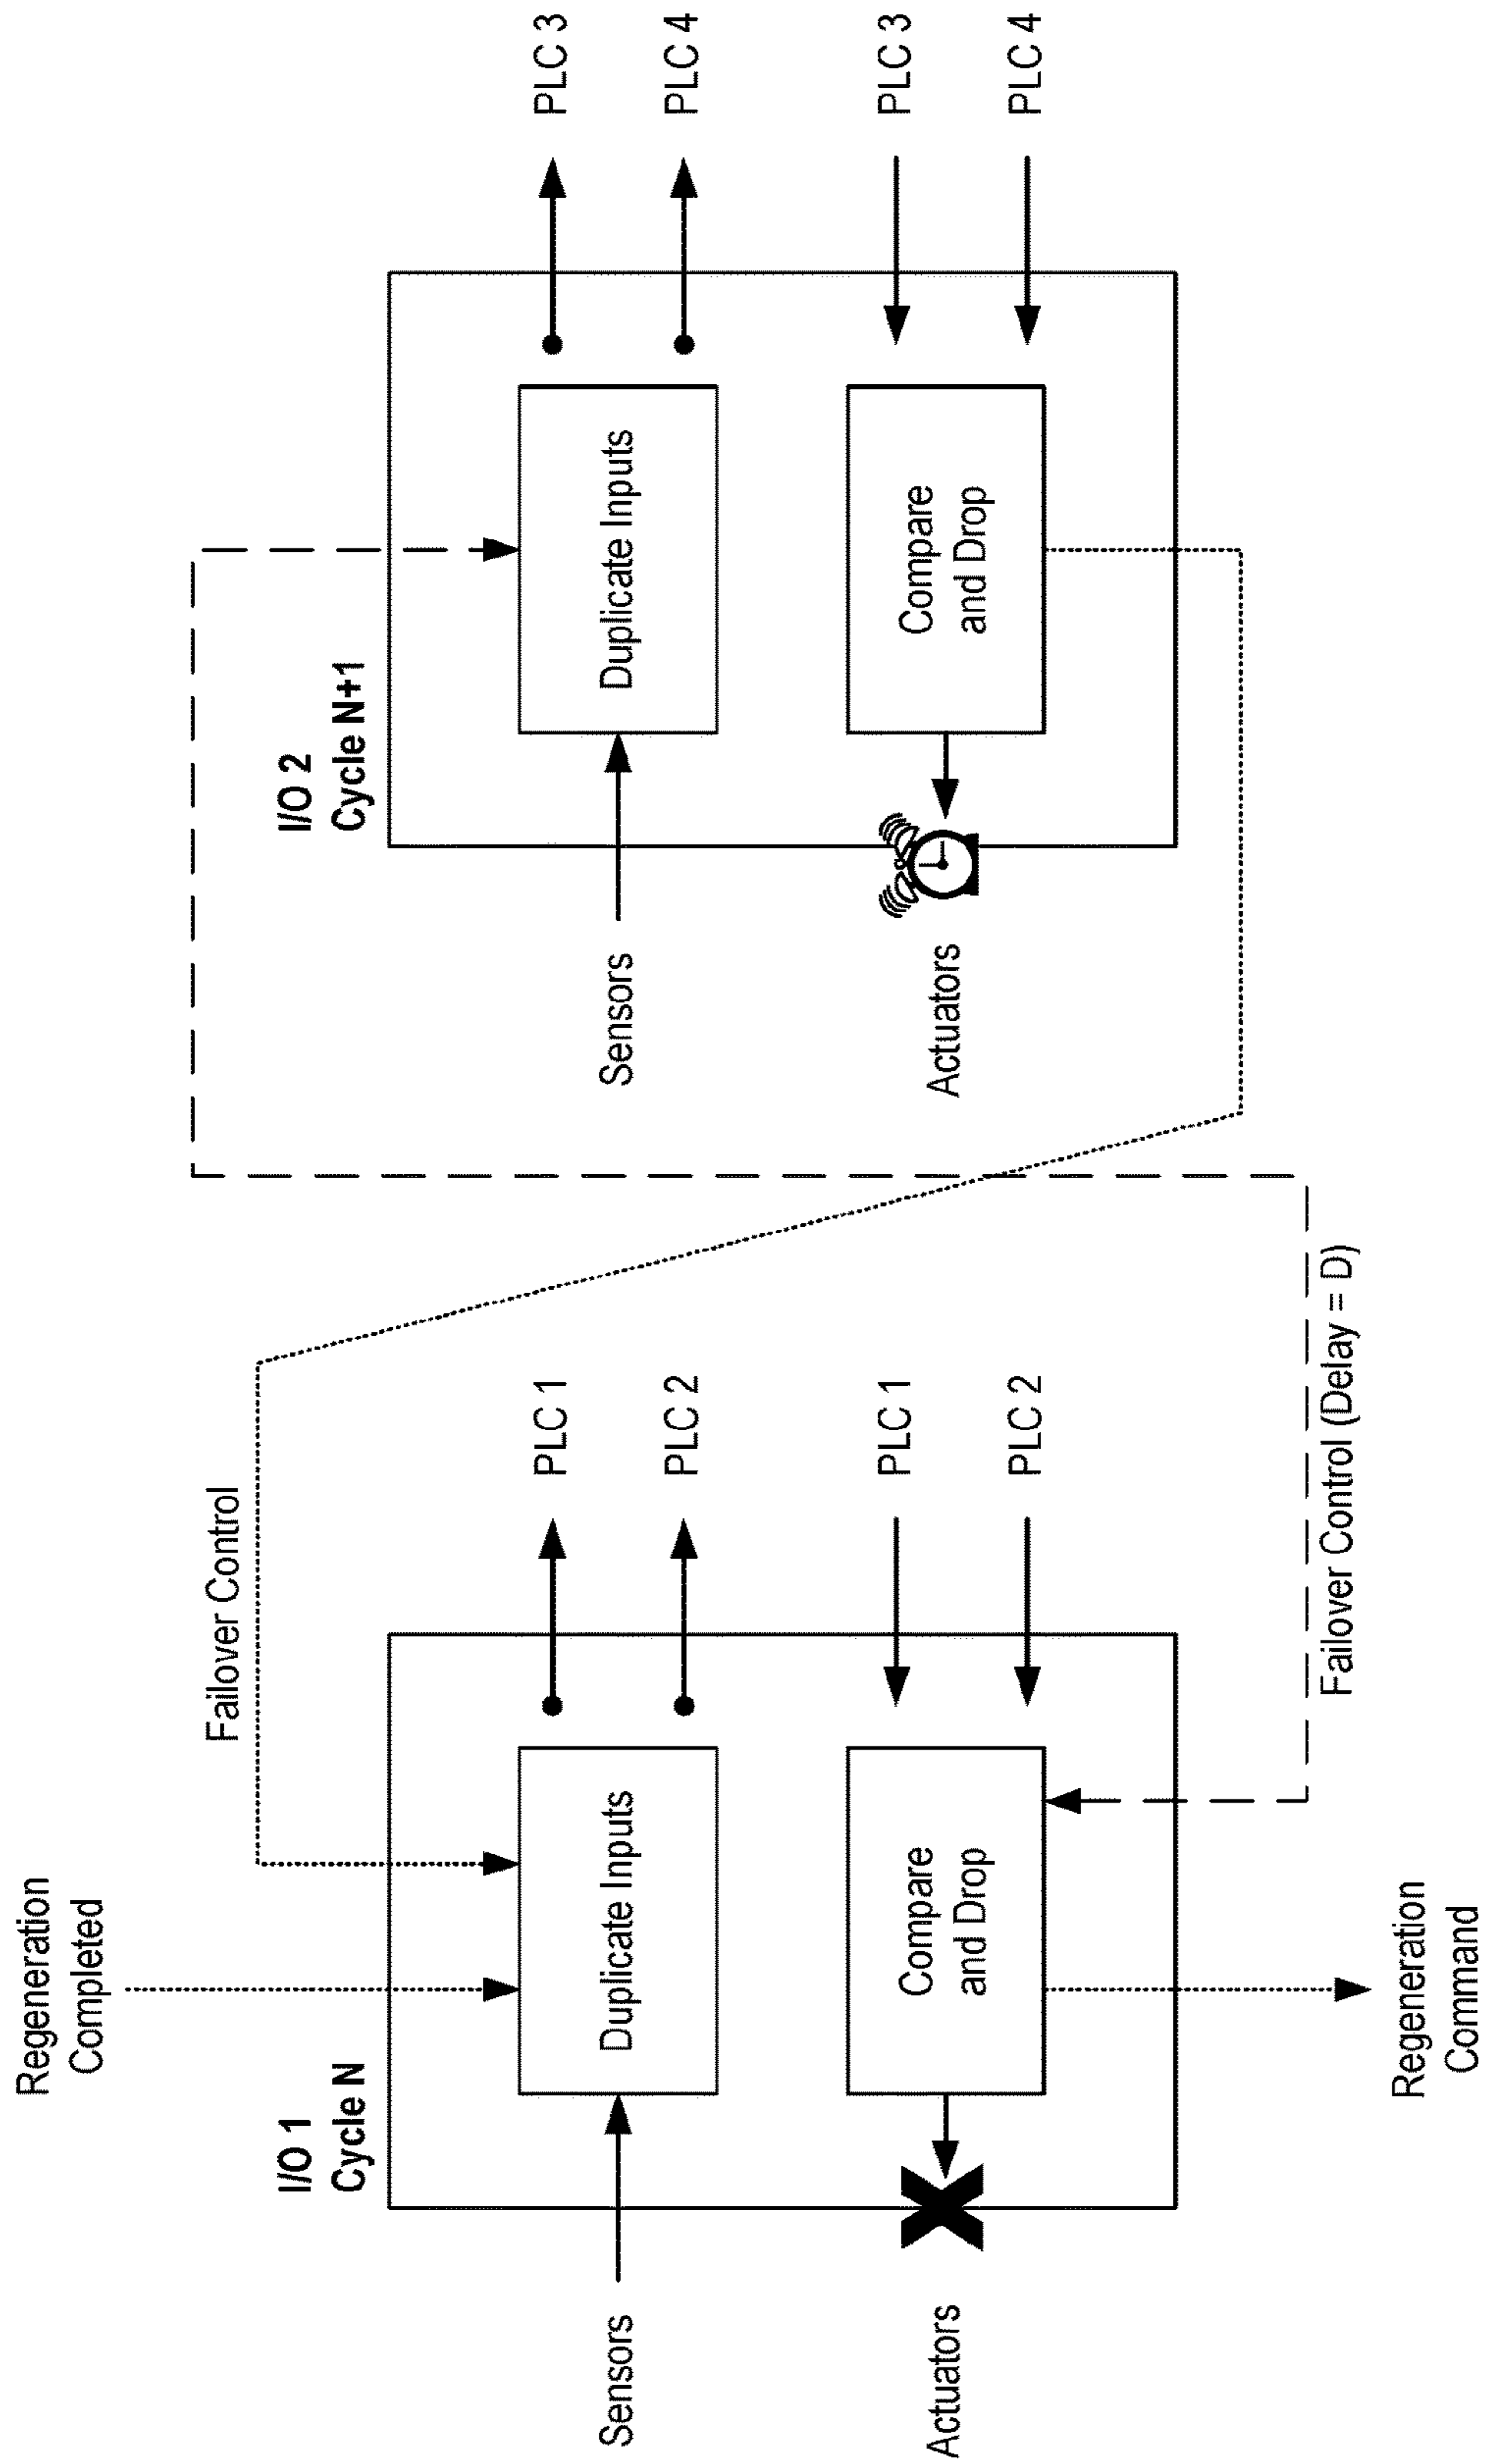 Regeneration
Completed
Failover Control
I/O 1
Cycle N
Sensors
Duplicate Inputs
PLC 1
PLC 2
Actuators
Compare
and Drop
PLC 1
PLC 2
Regeneration
Command
Failover Control (Delay = D)
I/O 2
Cycle N+1
Sensors
Duplicate Inputs
PLC 3
PLC 4
Actuators
Compare
and Drop
PLC 3
PLC 4